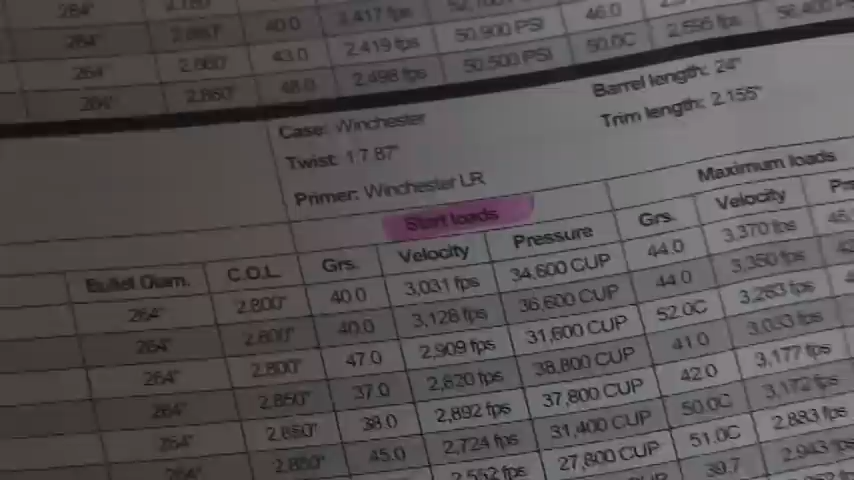 264" 40.0 46.0
264" 43.0 2.419 fps 50.900 PSI 50.0C
264" 2.850" 48.0 2.498 fps 50.500 PSI
Case: Winchester Barrel length: 24"
Twist: 1:7.87" Trim length: 2.155"
Primer: Winchester LR
Start loads Maximum loads
Bullet Diam. C.O.L. Grs. Velocity Pressure Grs. Velocity
264" 2.800" 40.0 3,031 fps 34,600 CUP 44.0 3,370 fps
264" 2.800" 40.0 3,128 fps 36,600 CUP 44.0 3,350 fps
264" 2.800" 47.0 2,909 fps 31,600 CUP 52.0C 3,263 fps
264" 2.850" 37.0 2,820 fps 38,800 CUP 41.0
264" 2.850" 38.0 2,892 fps 37,800 CUP 42.0 3,177 fps
264" 2.850" 45.0 2,724 fps 31,400 CUP 50.0C 3,172 fps
2,552 fps 27,800 CUP 51.0C 2,883 fps
CUP 39.7 2,943 fps